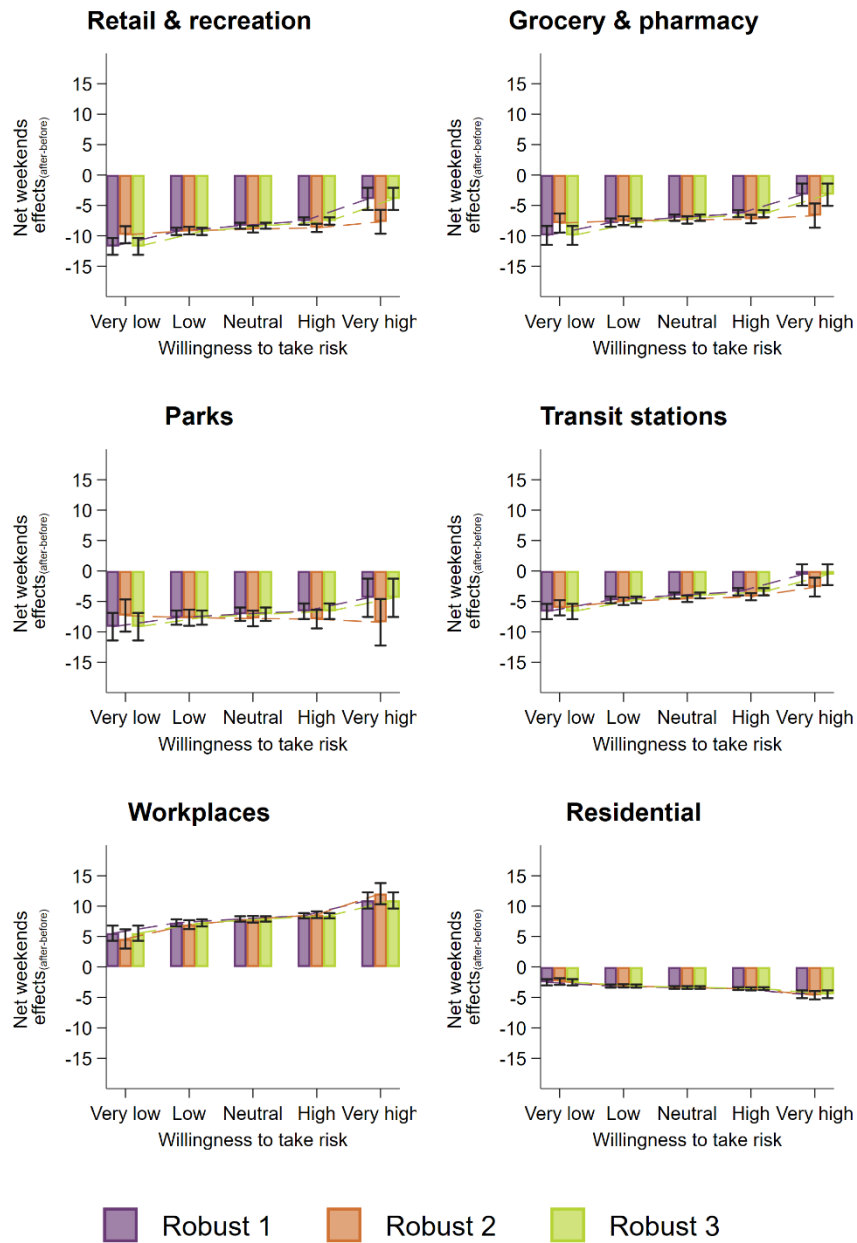 Retail & recreation
Grocery & pharmacy
Net weekends
effects(after-before)
15
10
5
0
-5
-10
-15
Very low Low Neutral High Very high
Willingness to take risk
Net weekends
effects(after-before)
15
10
5
0
-5
-10
-15
Very low Low Neutral High Very high
Willingness to take risk
Parks
Transit stations
Net weekends
effects(after-before)
15
10
5
0
-5
-10
-15
Very low Low Neutral High Very high
Willingness to take risk
Net weekends
effects(after-before)
15
10
5
0
-5
-10
-15
Very low Low Neutral High Very high
Willingness to take risk
Workplaces
Residential
Net weekends
effects(after-before)
15
10
5
0
-5
-10
-15
Very low Low Neutral High Very high
Willingness to take risk
Net weekends
effects(after-before)
15
10
5
0
-5
-10
-15
Very low Low Neutral High Very high
Willingness to take risk
Robust 1 Robust 2 Robust 3